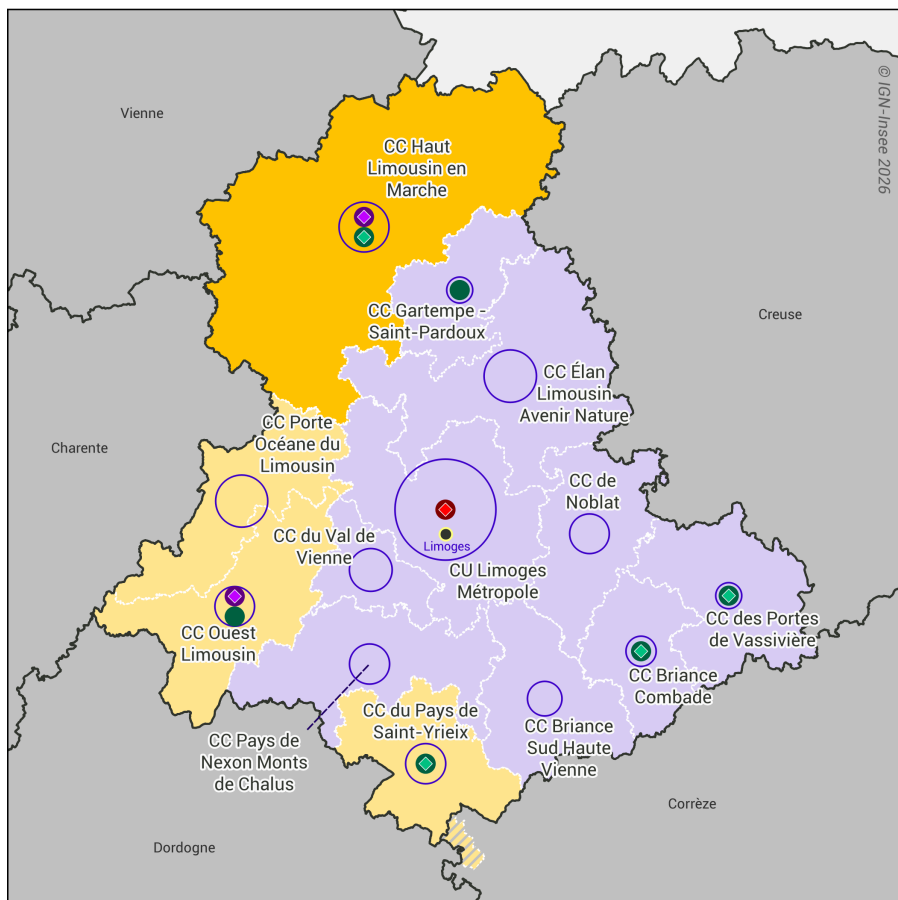 © IGN-Insee 2026
Vienne
CC Haut
Limousin en
Marche
CC Gartempe -
Saint-Pardoux
Creuse
CC Élan
Limousin
Avenir Nature
Charente
CC Porte
Océane du
Limousin
CC de
Noblat
CC du Val de
Vienne
Limoges
CU Limoges
Métropole
CC Ouest
Limousin
CC des Portes
de Vassivière
CC Briance
Combade
CC du Pays de
Saint-Yrieix
CC Briance
Sud Haute
Vienne
CC Pays de
Nexon Monts
de Chalus
Corrèze
Dordogne